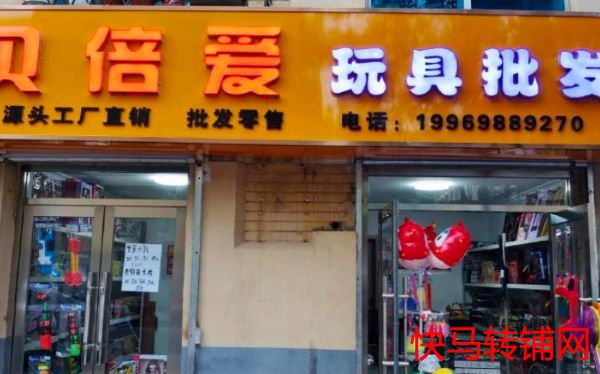 贝倍爱 玩具批发
源头工厂直销 批发零售 电话：19969889270
快马转铺网